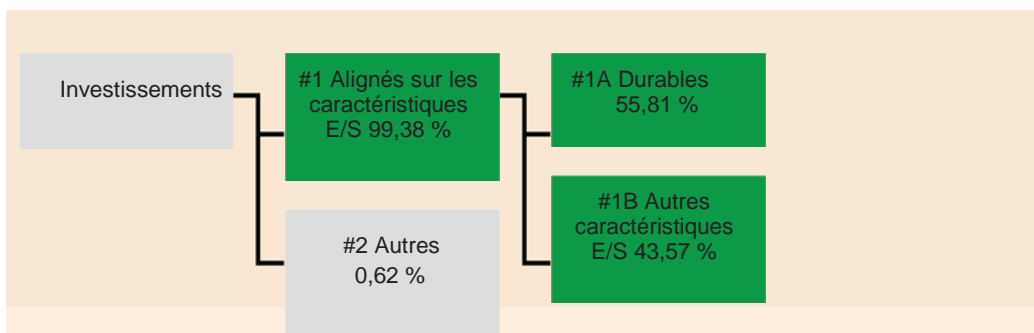 Investissements
#1 Alignés sur les
caractéristiques
E/S 99,38 %
#2 Autres
0,62 %
#1A Durables
55,81 %
#1B Autres
caractéristiques
E/S 43,57 %